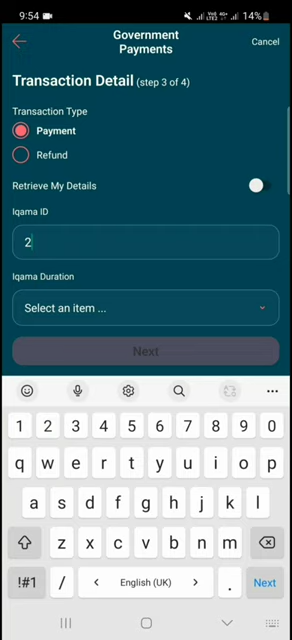 9:54
14%
Government
Payments
Cancel
Transaction Detail (step 3 of 4)
Transaction Type
Payment
Refund
Retrieve My Details
Iqama ID
2
Iqama Duration
Select an item ...
Next
1 2 3 4 5 6 7 8 9 0
q w e r t y u i o p
a s d f g h j k l
z x c v b n m
!#1 / < English (UK) > . Next